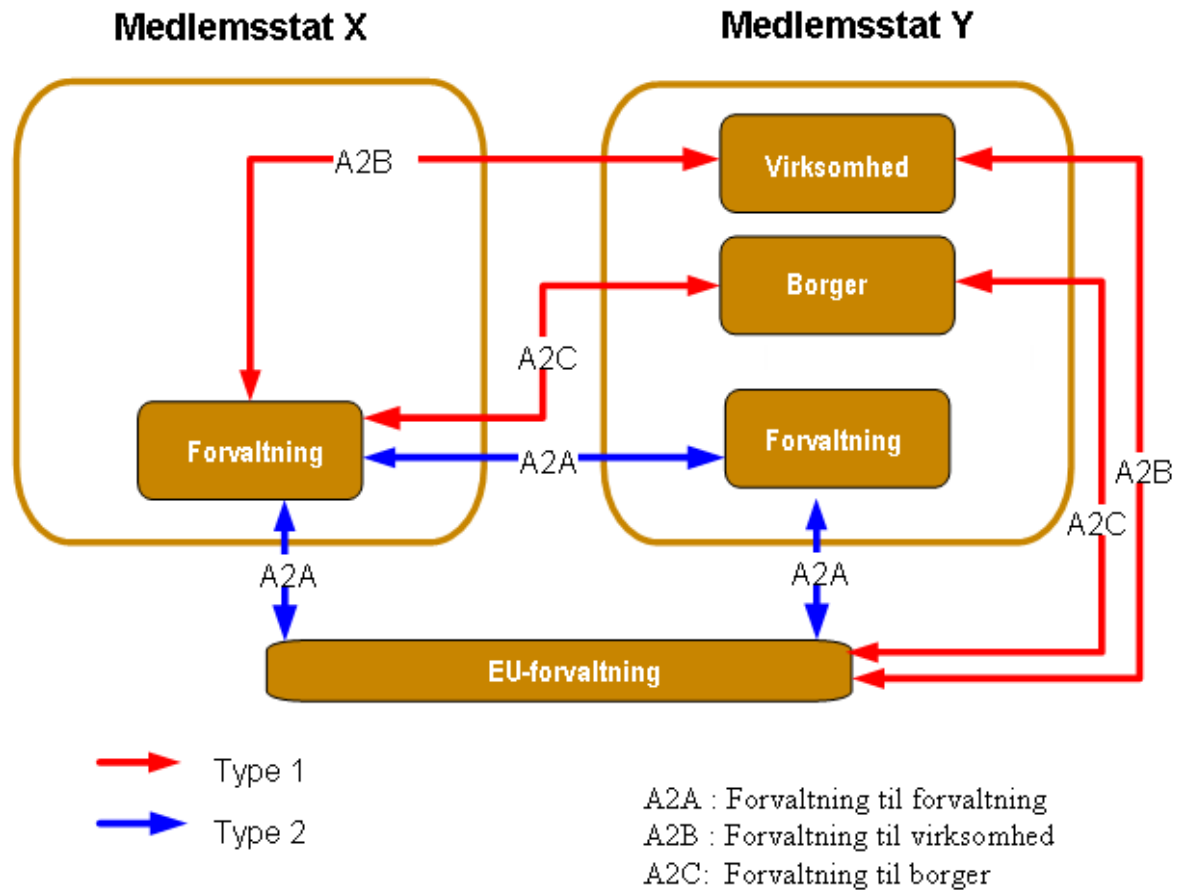 Medlemsstat X
Medlemsstat Y
A2B
Virksomhed
Borger
A2C
Forvaltning
A2A
Forvaltning
A2B
A2C
A2A
A2A
EU-forvaltning
Type 1
Type 2
A2A : Forvaltning til forvaltning
A2B : Forvaltning til virksomhed
A2C: Forvaltning til borger